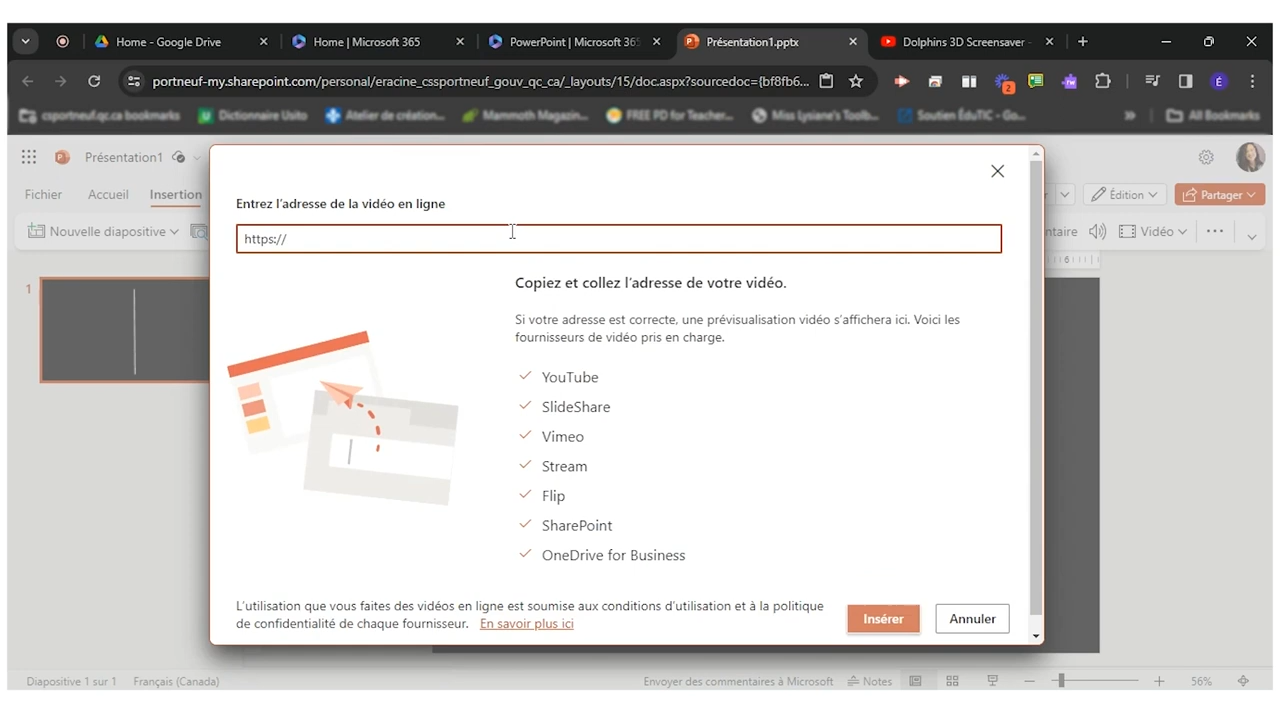 Home - Google Drive
Home | Microsoft 365
PowerPoint | Microsoft 365
Présentation1.pptx
Dolphins 3D Screensaver -
portneuf-my.sharepoint.com/personal/eracine_cssportneuf_gouv_qc_ca/_layouts/15/doc.aspx?sourcedoc={bf8fb6...
2
É
csportneuf.qc.ca bookmarks
Dictionnaire Usito
Atelier de création...
Mammoth Magazin...
FREE PD for Teacher...
Miss Lysiane's Toolb...
Soutien ÉduTIC - Go...
All Bookmarks
Présentation1
Fichier
Accueil
Insertion
Édition
Partager
Nouvelle diapositive
ntaire
Vidéo
Entrez l'adresse de la vidéo en ligne
https://
Copiez et collez l'adresse de votre vidéo.
Si votre adresse est correcte, une prévisualisation vidéo s'affichera ici. Voici les
fournisseurs de vidéo pris en charge.
YouTube
SlideShare
Vimeo
Stream
Flip
SharePoint
OneDrive for Business
L'utilisation que vous faites des vidéos en ligne est soumise aux conditions d'utilisation et à la politique
de confidentialité de chaque fournisseur. En savoir plus ici
Insérer
Annuler
1
6
Diapositive 1 sur 1
Français (Canada)
Envoyer des commentaires à Microsoft
Notes
56%